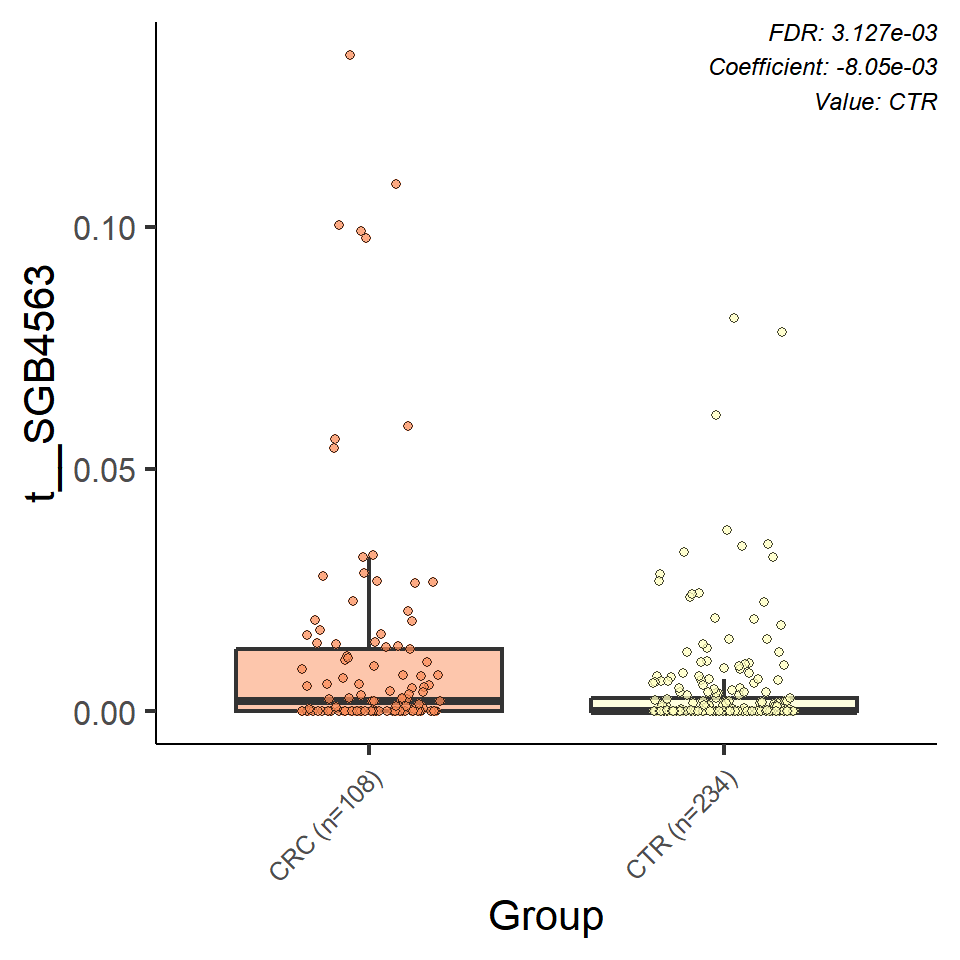 FDR: 3.127e-03
Coefficient: -8.05e-03
Value: CTR
t__SGB4563
0.10
0.05
0.00
CRC (n=108)
CTR (n=234)
Group